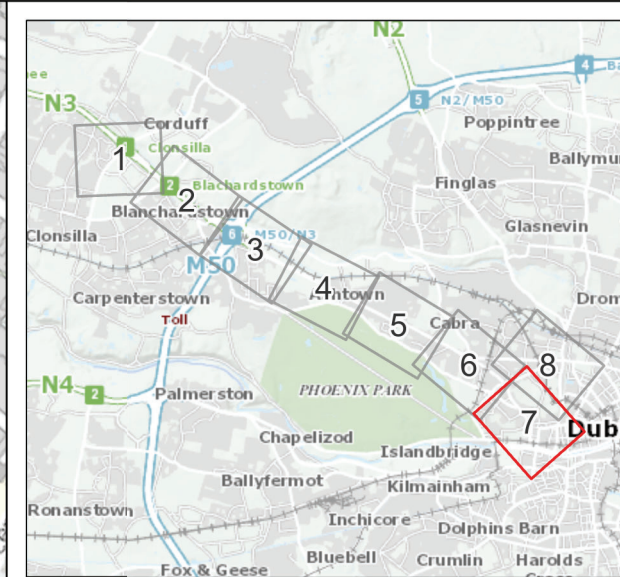 N2
4
ee
N3
5
N2/M50
Corduff
Poppintree
1
Clonsilla
Ballymu
2
Blachardstown
Finglas
2
Blanchardstown
Glasnevin
Clonsilla
6
M50/N3
3
M50
4
Ashtown
Carpenterstown
Drom
Toll
5
Cabra
6
8
N4
2
Palmerston
PHOENIX PARK
7
Dub
Chapelizod
Islandbridge
Ballyfermot
Kilmainham
Ronanstown
Inchicore
Dolphins Barn
Bluebell
Crumlin
Harolds
Fox & Geese